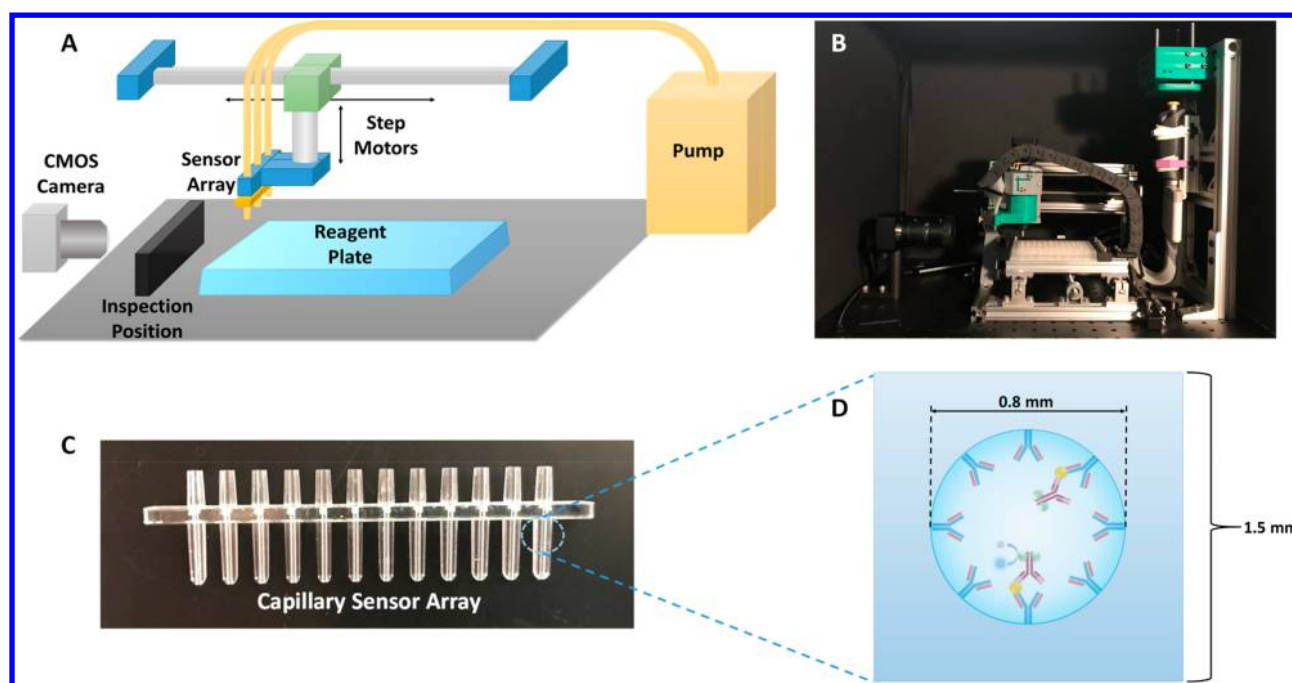 A
Step
Motors
CMOS
Camera
Sensor
Array
Pump
Reagent
Plate
Inspection
Position
B
C
Capillary Sensor Array
D
0.8 mm
1.5 mm